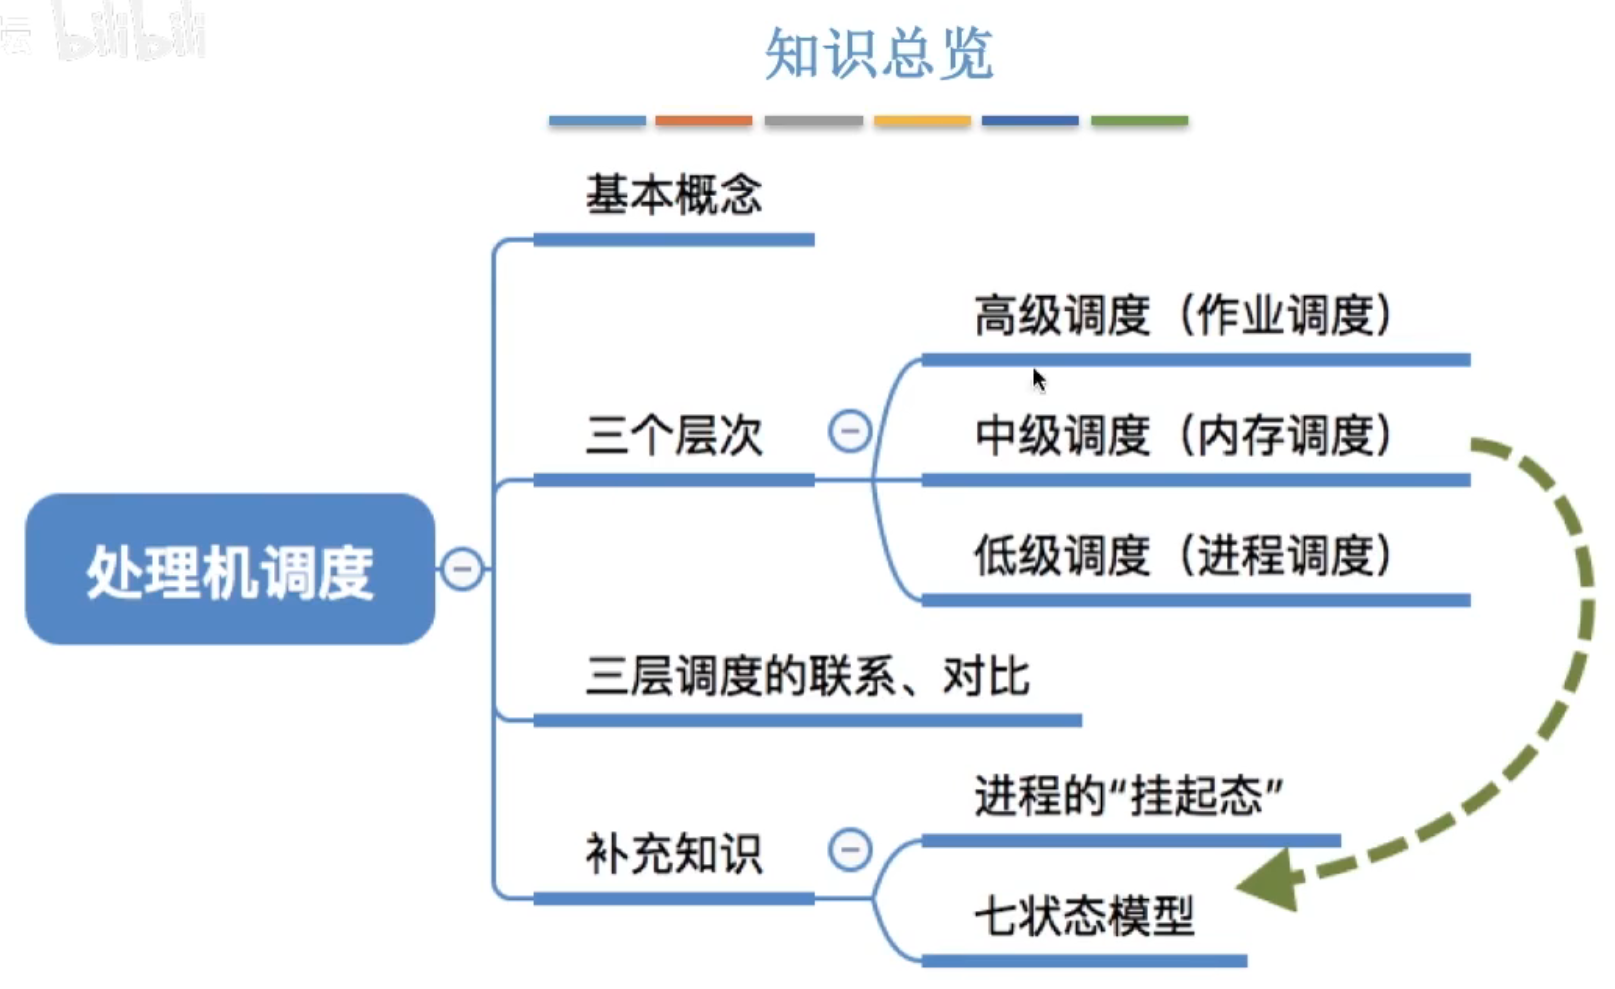 坛 bilibili
知识总览
基本概念
高级调度（作业调度）
三个层次
中级调度（内存调度）
低级调度（进程调度）
处理机调度
三层调度的联系、对比
进程的“挂起态”
补充知识
七状态模型